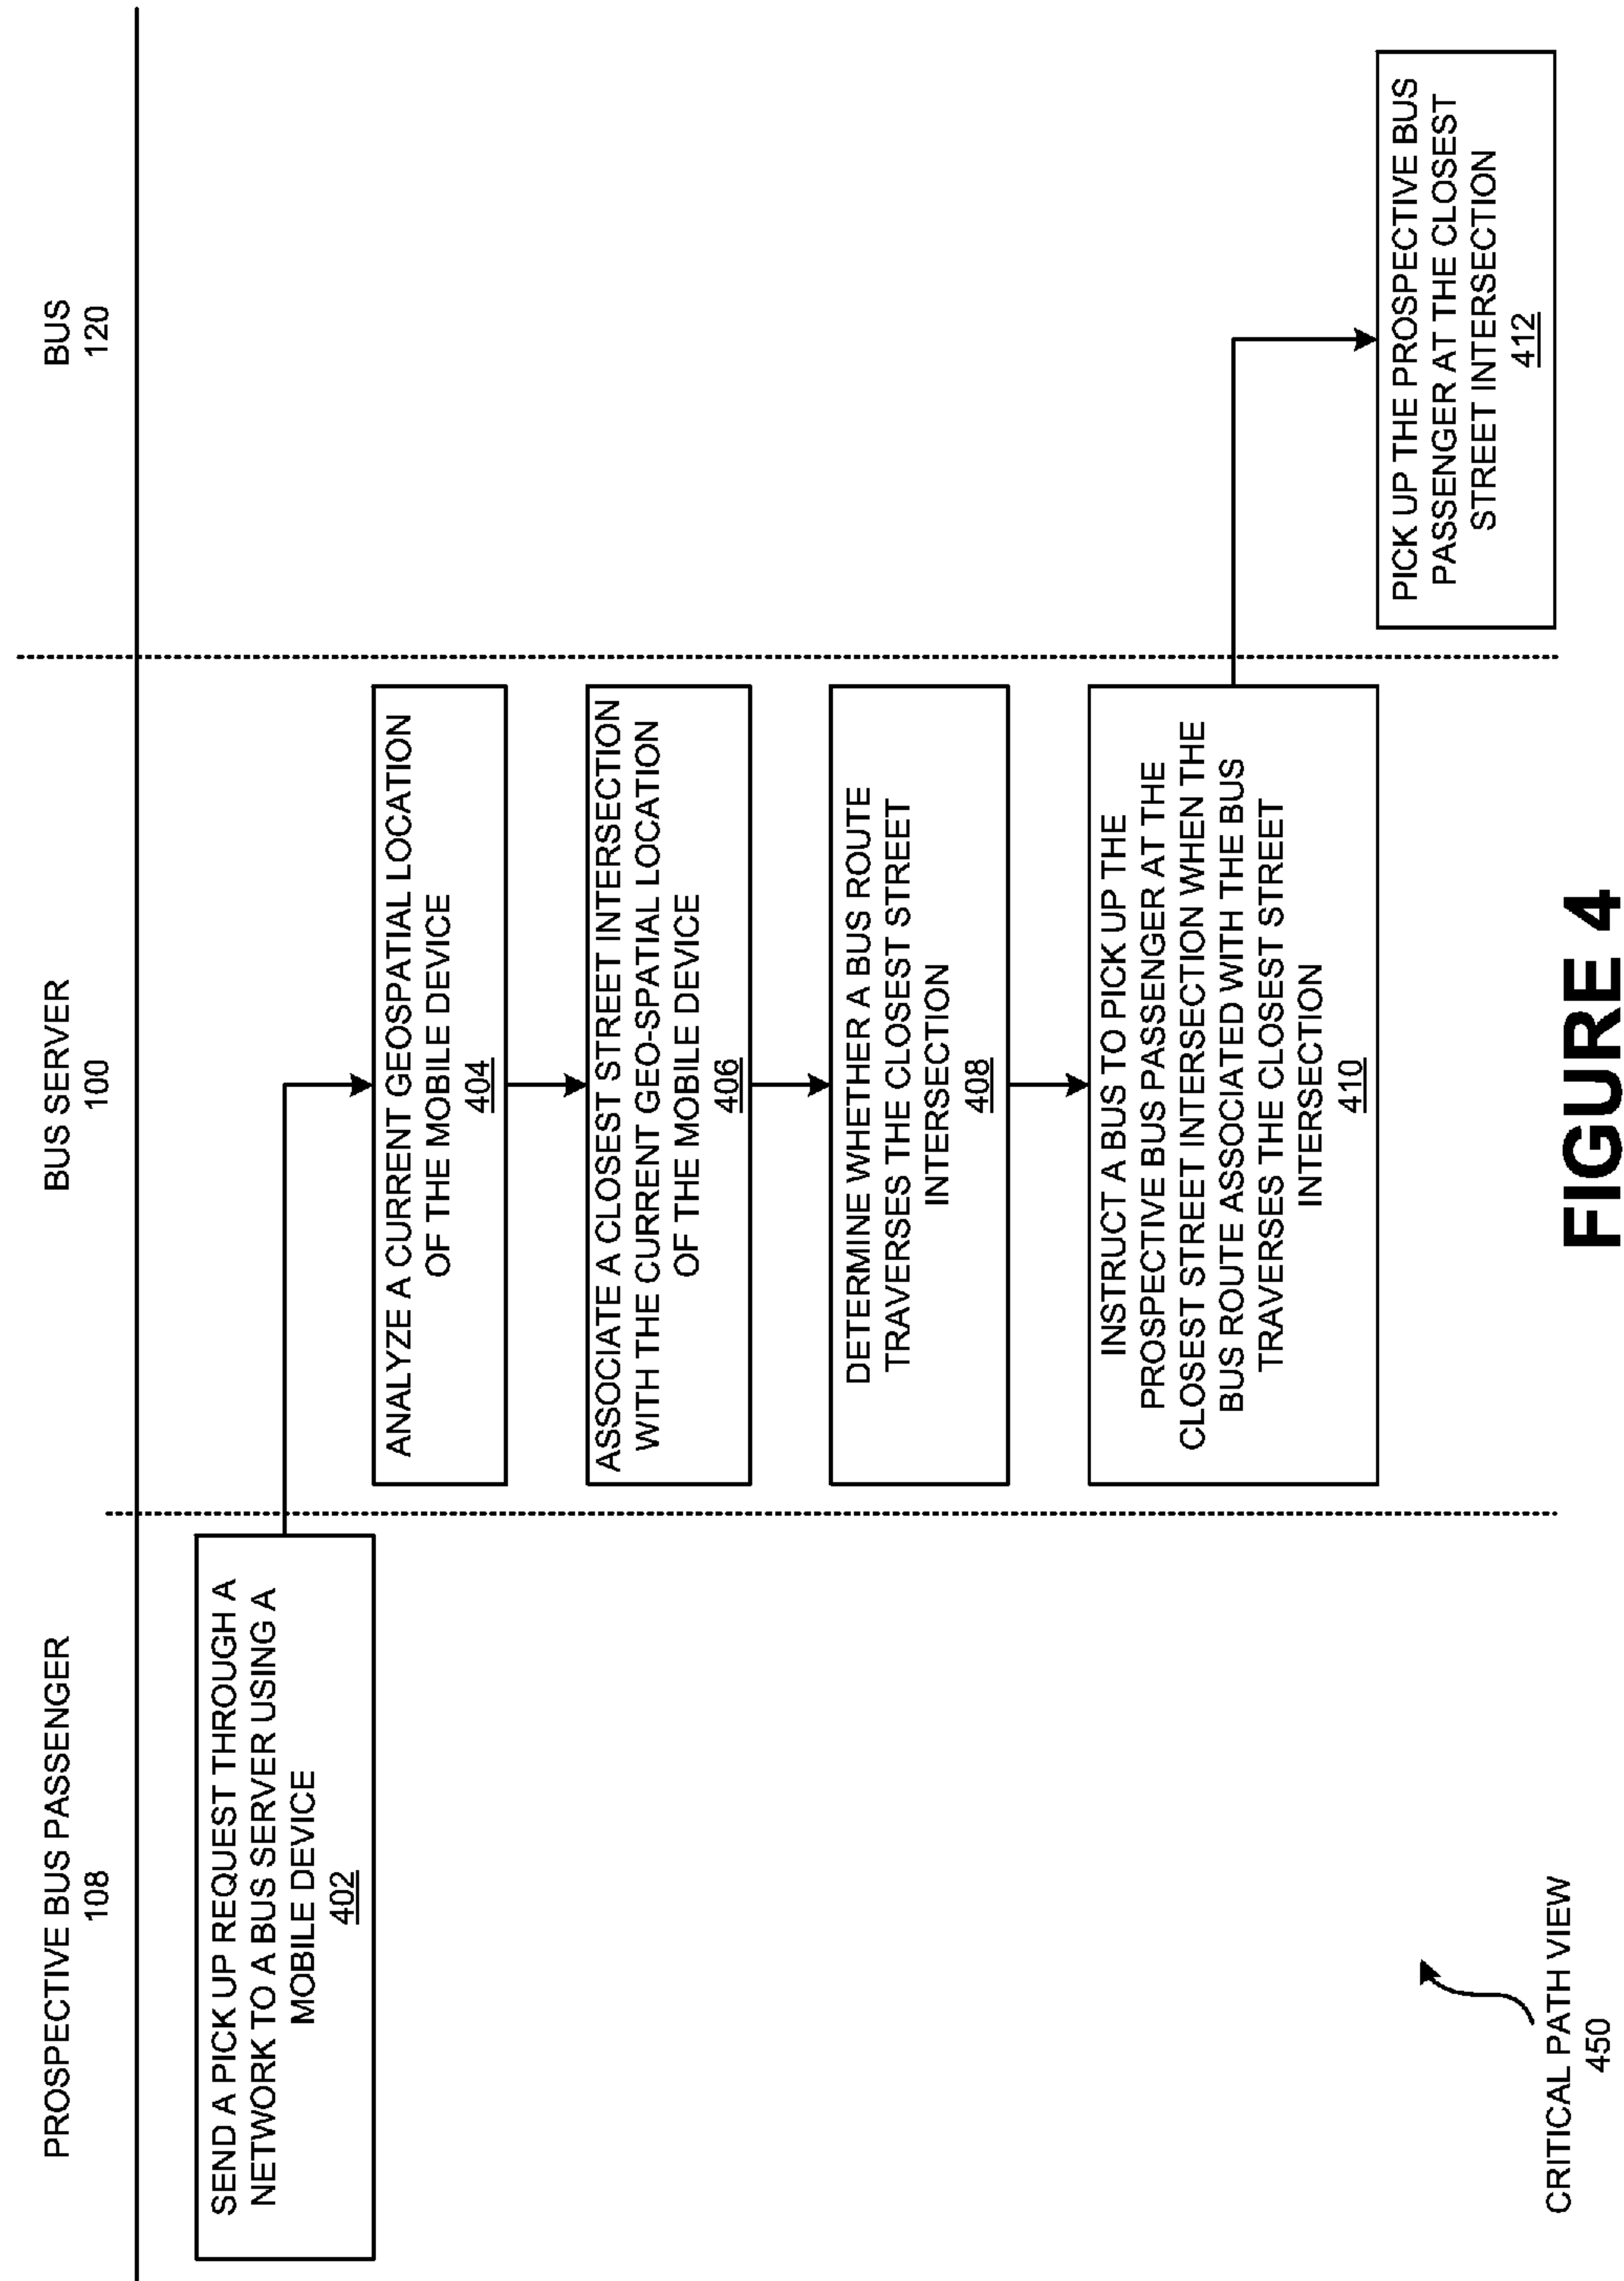 PROSPECTIVE BUS PASSENGER
108
BUS SERVER
100
BUS
120
SEND A PICK UP REQUEST THROUGH A
NETWORK TO A BUS SERVER USING A
MOBILE DEVICE
402
ANALYZE A CURRENT GEOSPATIAL LOCATION
OF THE MOBILE DEVICE
404
ASSOCIATE A CLOSEST STREET INTERSECTION
WITH THE CURRENT GEO-SPATIAL LOCATION
OF THE MOBILE DEVICE
406
DETERMINE WHETHER A BUS ROUTE
TRAVERSES THE CLOSEST STREET
INTERSECTION
408
INSTRUCT A BUS TO PICK UP THE
PROSPECTIVE BUS PASSENGER AT THE
CLOSEST STREET INTERSECTION WHEN THE
BUS ROUTE ASSOCIATED WITH THE BUS
TRAVERSES THE CLOSEST STREET
INTERSECTION
410
PICK UP THE PROSPECTIVE BUS
PASSENGER AT THE CLOSEST
STREET INTERSECTION
412
CRITICAL PATH VIEW
450
FIGURE 4